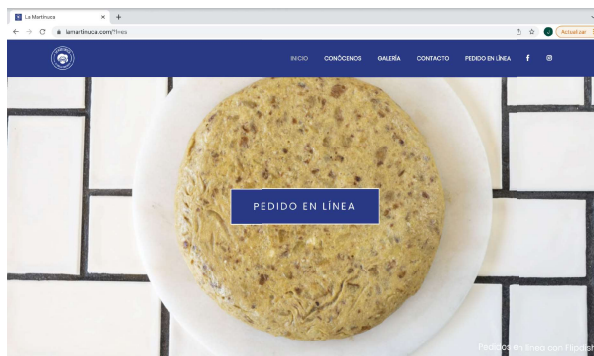 La Martinuca
lamartinuca.com/?lines
Actualizar
INICIO CONÓCENOS GALERÍA CONTACTO PEDIDO EN LÍNEA
PEDIDO EN LÍNEA
Pedidos en línea con Flipdish